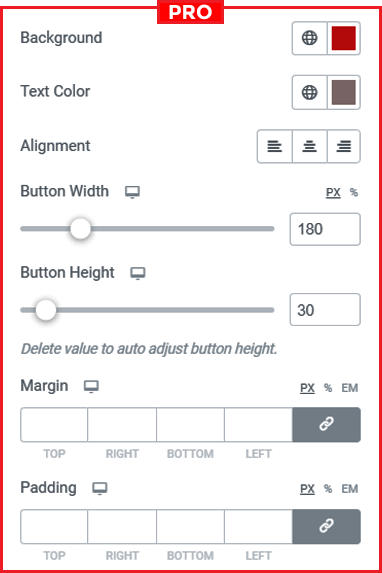 PRO
Background
Text Color
Alignment
Button Width PX %
180
Button Height
30
Delete value to auto adjust button height.
Margin PX % EM
TOP RIGHT BOTTOM LEFT
Padding PX % EM
TOP RIGHT BOTTOM LEFT